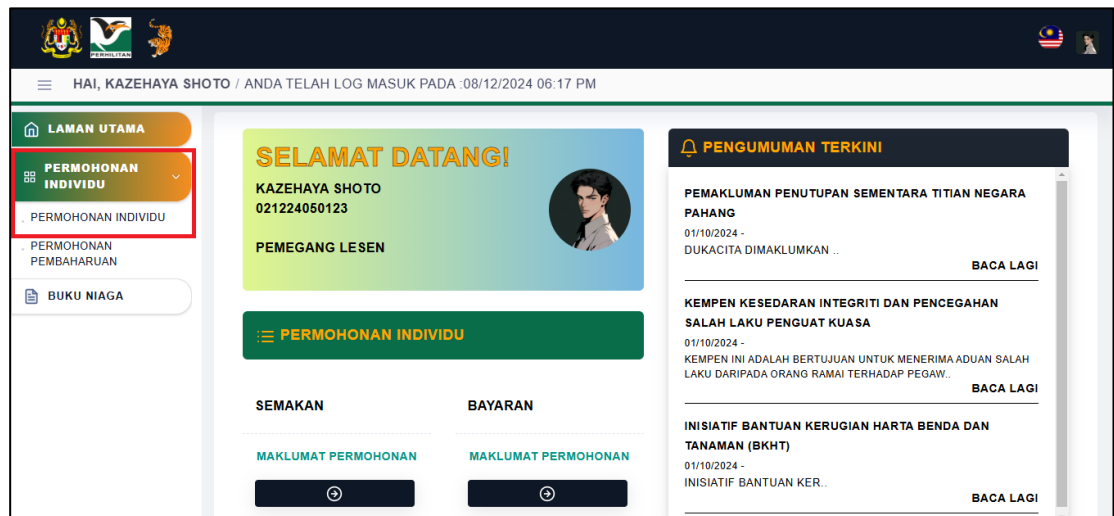 PERHILITAN
HAI, KAZEHAYA SHOTO / ANDA TELAH LOG MASUK PADA :08/12/2024 06:17 PM
LAMAN UTAMA
PERMOHONAN
INDIVIDU
PERMOHONAN INDIVIDU
PERMOHONAN
PEMBAHARUAN
BUKU NIAGA
SELAMAT DATANG!
KAZEHAYA SHOTO
021224050123
PEMEGANG LESEN
PERMOHONAN INDIVIDU
SEMAKAN
MAKLUMAT PERMOHONAN
BAYARAN
MAKLUMAT PERMOHONAN
PENGUMUMAN TERKINI
PEMAKLUMAN PENUTUPAN SEMENTARA TITIAN NEGARA
PAHANG
01/10/2024 -
DUKACITA DIMAKLUMKAN ..
BACA LAGI
KEMPEN KESEDARAN INTEGRITI DAN PENCEGAHAN
SALAH LAKU PENGUAT KUASA
01/10/2024 -
KEMPEN INI ADALAH BERTUJUAN UNTUK MENERIMA ADUAN SALAH
LAKU DARIPADA ORANG RAMAI TERHADAP PEGAW..
BACA LAGI
INISIATIF BANTUAN KERUGIAN HARTA BENDA DAN
TANAMAN (BKHT)
01/10/2024 -
INISIATIF BANTUAN KER..
BACA LAGI